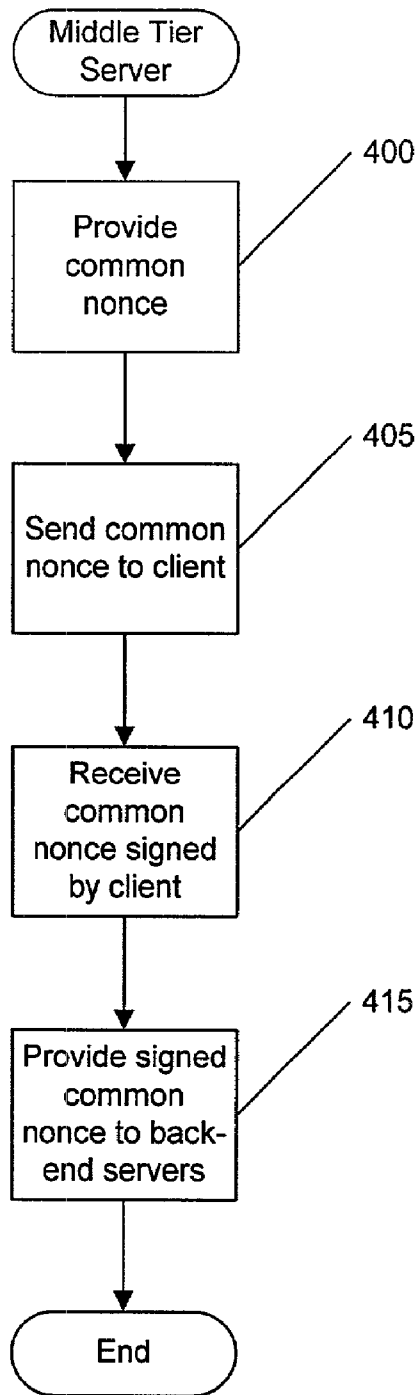 Middle Tier
Server
400
Provide
common
nonce
405
Send common
nonce to client
410
Receive
common
nonce signed
by client
415
Provide signed
common
nonce to back-
end servers
End